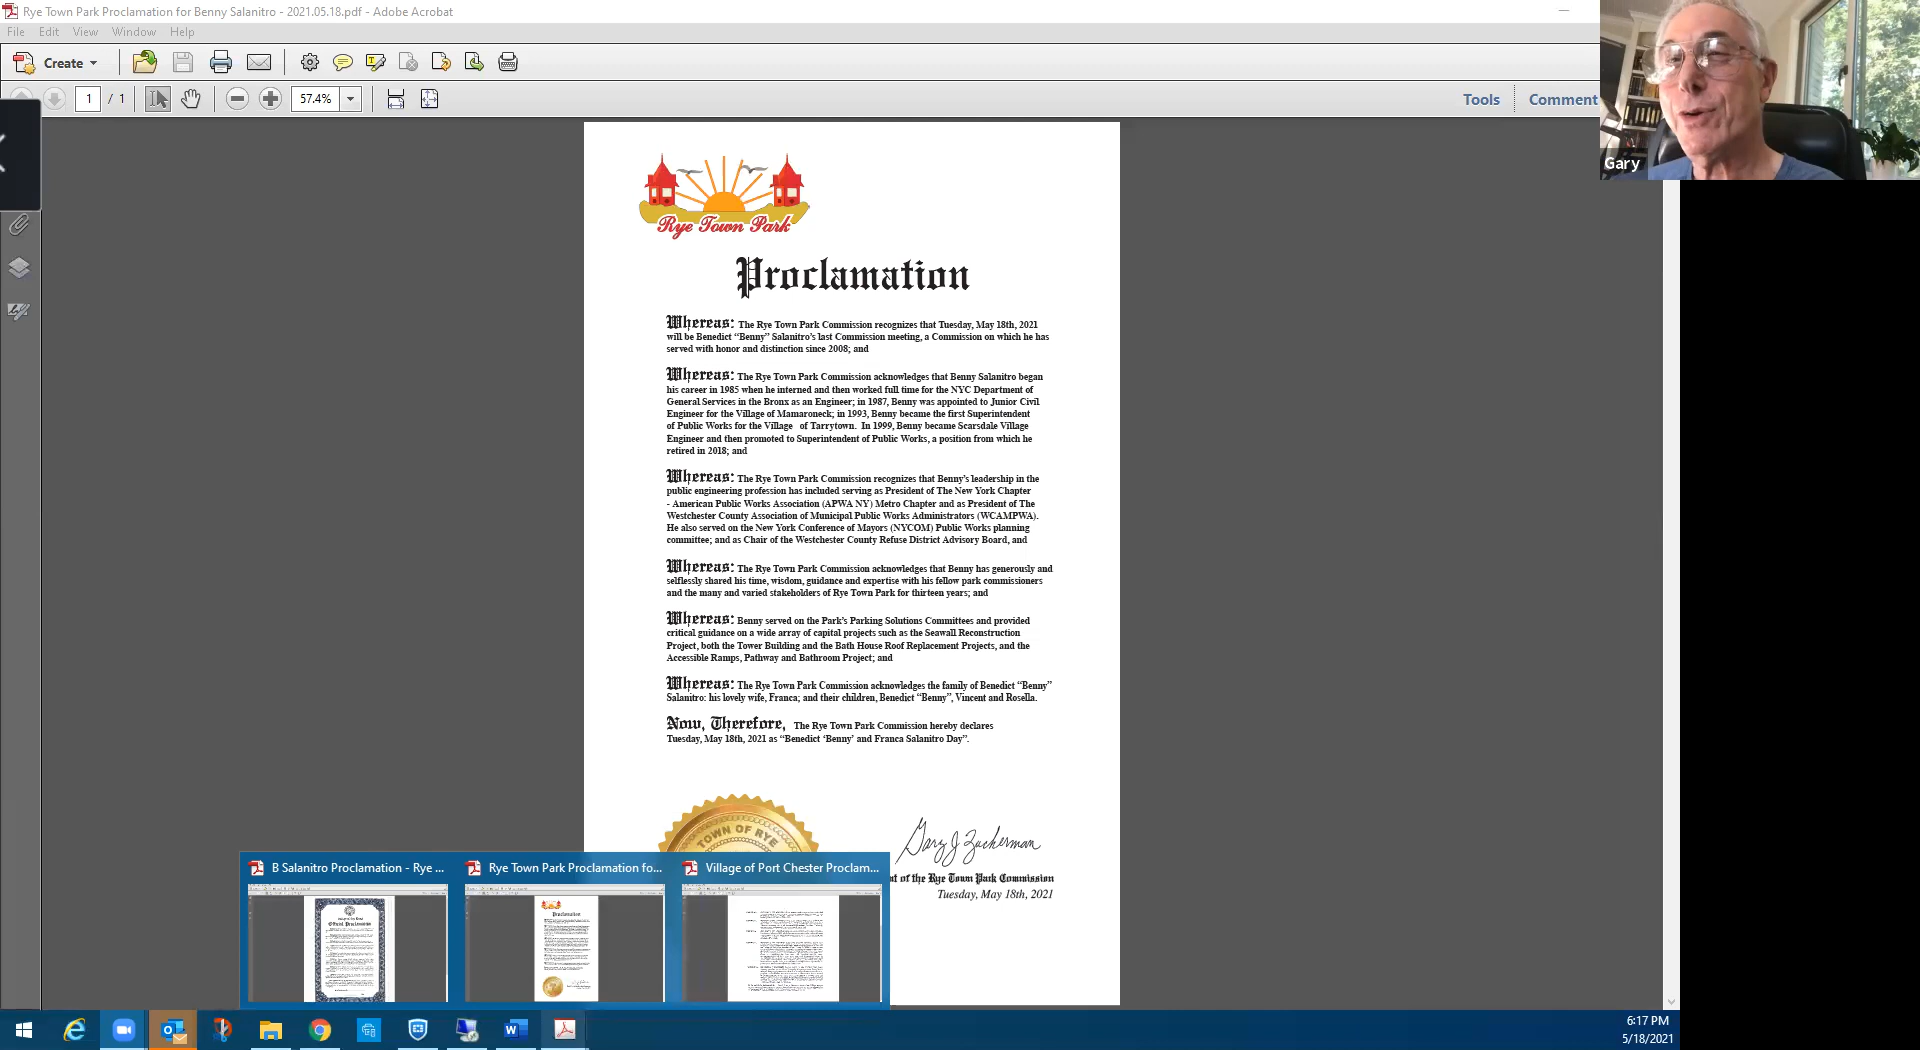 Rye Town Park Proclamation for Benny Salanitro - 2021.05.18.pdf - Adobe Acrobat
File Edit View Window Help
Create
1 / 1
57.4%
Tools
Comment
Gary
Rye Town Park
Proclamation
Whereas: The Rye Town Park Commission recognizes that Tuesday, May 18th, 2021
will be Benedict “Benny” Salanitro’s last Commission meeting, a Commission on which he has
served with honor and distinction since 2008; and
Whereas: The Rye Town Park Commission acknowledges that Benny Salanitro began
his career in 1985 when he interned and then worked full time for the NYC Department of
General Services in the Bronx as an Engineer; in 1987, Benny was appointed to Junior Civil
Engineer for the Village of Mamaroneck; in 1993, Benny became the first Superintendent
of Public Works for the Village of Tarrytown. In 1999, Benny became Scarsdale Village
Engineer and then promoted to Superintendent of Public Works, a position from which he
retired in 2018; and
Whereas: The Rye Town Park Commission recognizes that Benny’s leadership in the
public engineering profession has included serving as President of The New York Chapter
- American Public Works Association (APWA NY) Metro Chapter and as President of The
Westchester County Association of Municipal Public Works Administrators (WCAMPWA).
He also served on the New York Conference of Mayors (NYCOM) Public Works planning
committee; and as Chair of the Westchester County Refuse District Advisory Board, and
Whereas: The Rye Town Park Commission acknowledges that Benny has generously and
selflessly shared his time, wisdom, guidance and expertise with his fellow park commissioners
and the many and varied stakeholders of Rye Town Park for thirteen years; and
Whereas: Benny served on the Park’s Parking Solutions Committees and provided
critical guidance on a wide array of capital projects such as the Seawall Reconstruction
Project, both the Tower Building and the Bath House Roof Replacement Projects, and the
Accessible Ramps, Pathway and Bathroom Project; and
Whereas: The Rye Town Park Commission acknowledges the family of Benedict “Benny”
Salanitro: his lovely wife, Franca; and their children, Benedict “Benny”, Vincent and Rosella.
Now, Therefore, The Rye Town Park Commission hereby declares
Tuesday, May 18th, 2021 as “Benedict ‘Benny’ and Franca Salanitro Day”.
TOWN OF RYE
Gary J Zuckerman
of the Rye Town Park Commission
Tuesday, May 18th, 2021
B Salanitro Proclamation - Rye ...
Rye Town Park Proclamation fo...
Village of Port Chester Proclam...
Official Proclamation
Proclamation
6:17 PM
5/18/2021